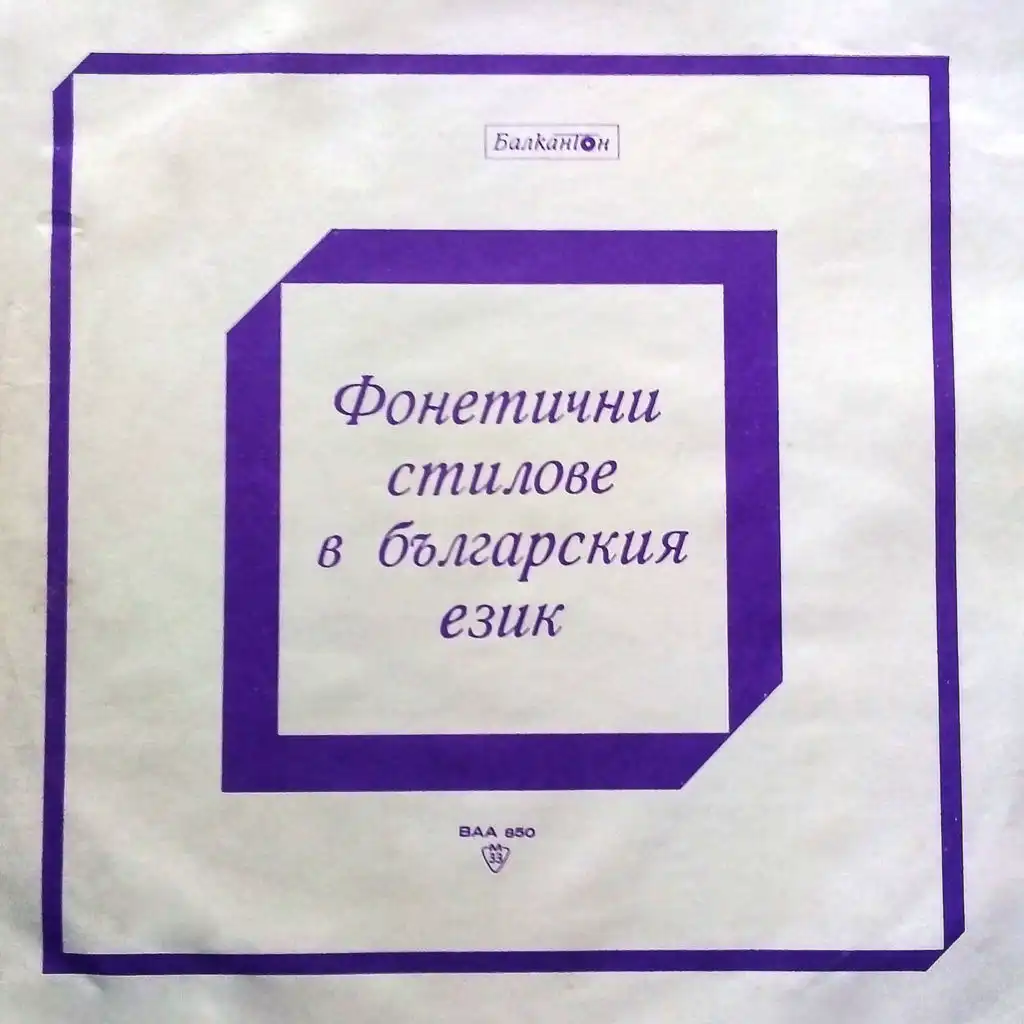 Балкантон
Фонетични
стилове
в българския
език
ВАА 850
М
33